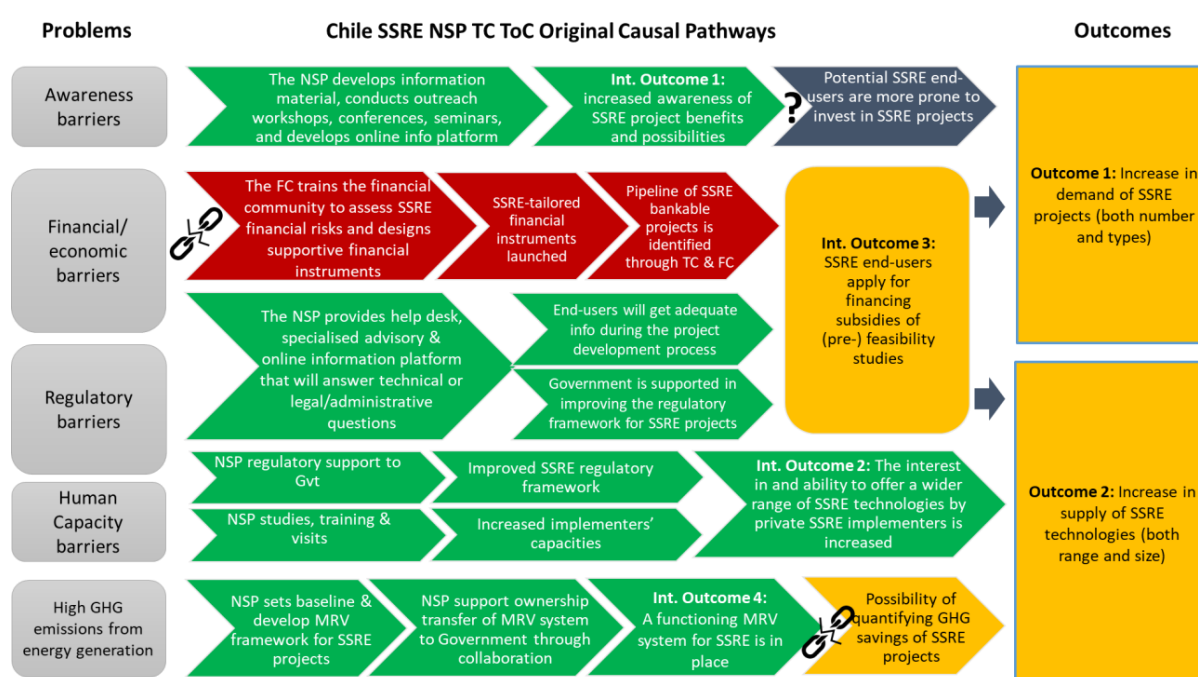 Problems
Chile SSRE NSP TC ToC Original Causal Pathways
Outcomes
Awareness
barriers
The NSP develops information
material, conducts outreach
workshops, conferences, seminars,
and develops online info platform
Int. Outcome 1:
increased awareness of
SSRE project benefits
and possibilities
?
Potential SSRE end-
users are more prone to
invest in SSRE projects
Financial/
economic barriers
The FC trains the financial
community to assess SSRE
financial risks and designs
supportive financial
instruments
SSRE-tailored
financial
instruments
launched
Pipeline of SSRE
bankable
projects is
identified
through TC & FC
Int. Outcome 3:
SSRE end-users
apply for
financing
subsidies of
(pre-) feasibility
studies
Outcome 1: Increase in
demand of SSRE
projects (both number
and types)
The NSP provides help desk,
specialised advisory &
online information platform
that will answer technical or
legal/administrative
questions
End-users will get adequate
info during the project
development process
Regulatory
barriers
Government is supported in
improving the regulatory
framework for SSRE projects
NSP regulatory support to
Gvt
Improved SSRE regulatory
framework
Int. Outcome 2: The interest
in and ability to offer a wider
range of SSRE technologies by
private SSRE implementers is
increased
Human
Capacity
barriers
NSP studies, training &
visits
Increased implementers’
capacities
Outcome 2: Increase in
supply of SSRE
technologies (both
range and size)
High GHG
emissions from
energy generation
NSP sets baseline &
develop MRV
framework for SSRE
projects
NSP support ownership
transfer of MRV system
to Government through
collaboration
Int. Outcome 4:
A functioning MRV
system for SSRE is in
place
Possibility of
quantifying GHG
savings of SSRE
projects